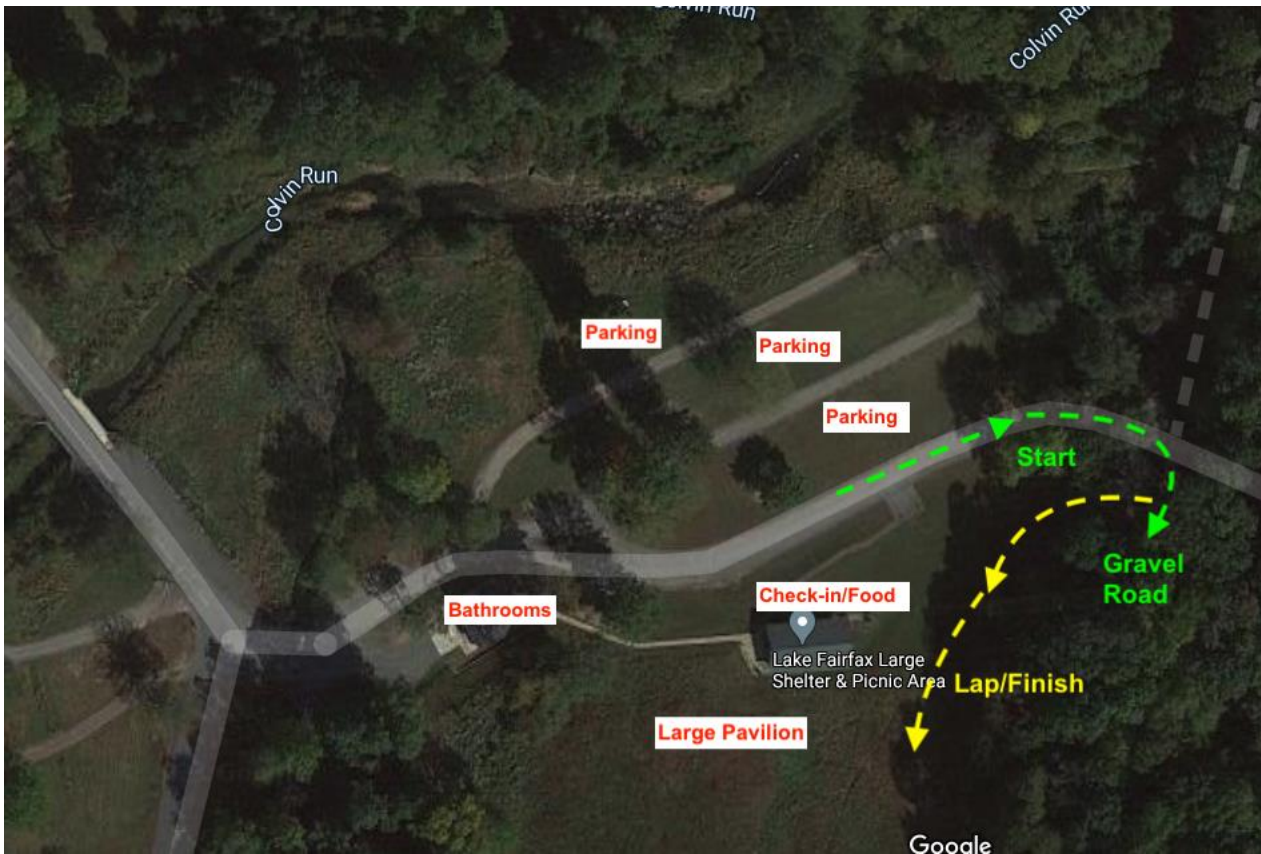 Colvin Run
Colvin Run
Colvin Run
Parking
Parking
Parking
Start
Gravel
Road
Check-in/Food
Bathrooms
Lake Fairfax Large
Shelter & Picnic Area
Lap/Finish
Large Pavilion
Google